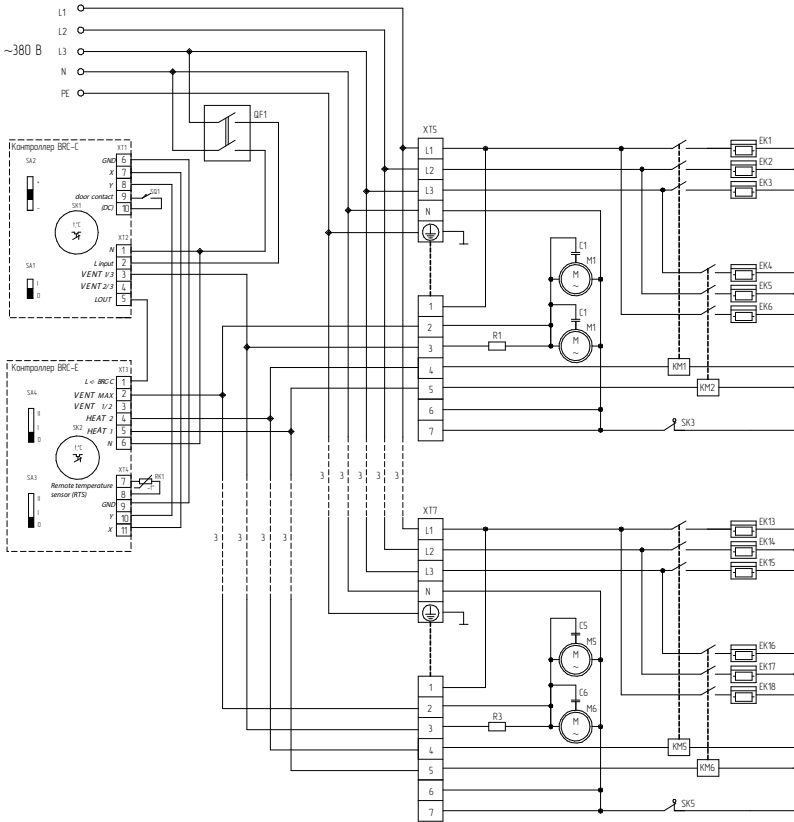 L1
L2
~380 В
L3
N
PE
QF1
Контроллер BRC-C
XT1
SA2
+
-
GND 6
X 7
Y 8
door contact 9
(DC) 10
SQ1
SK1
t,°C
XT2
N 1
L input 2
VENT 1/3 3
VENT 2/3 4
LOUT 5
SA1
I
0
Контроллер BRC-E
XT3
L <- BRC-C 1
VENT MAX 2
VENT 1/2 3
HEAT 2 4
HEAT 1 5
N 6
SA4
II
I
0
SK2
t,°C
XT4
7
Remote temperature
sensor (RTS) 8
RK1
GND 9
Y 10
X 11
SA3
II
I
0
3
3
3
3
3
3
3
3
XT5
L1
L2
L3
N
1
2
3
4
5
6
7
R1
C1
M1
M
~
C1
M1
M
~
EK1
EK2
EK3
EK4
EK5
EK6
KM1
KM2
SK3
XT7
L1
L2
L3
N
1
2
3
4
5
6
7
R3
C5
M5
M
~
C6
M6
M
~
EK13
EK14
EK15
EK16
EK17
EK18
KM5
KM6
SK5